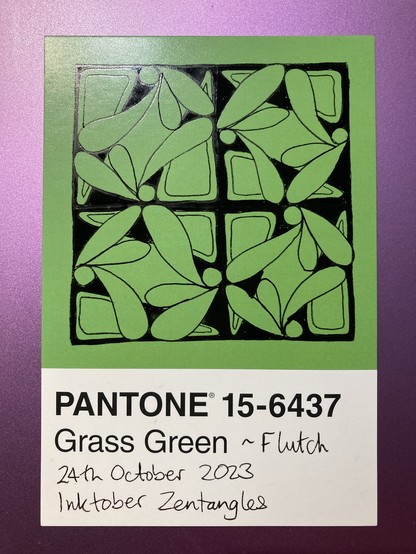 PANTONE® 15-6437
Grass Green ~ Flutch
24th October 2023
Inktober Zentangles